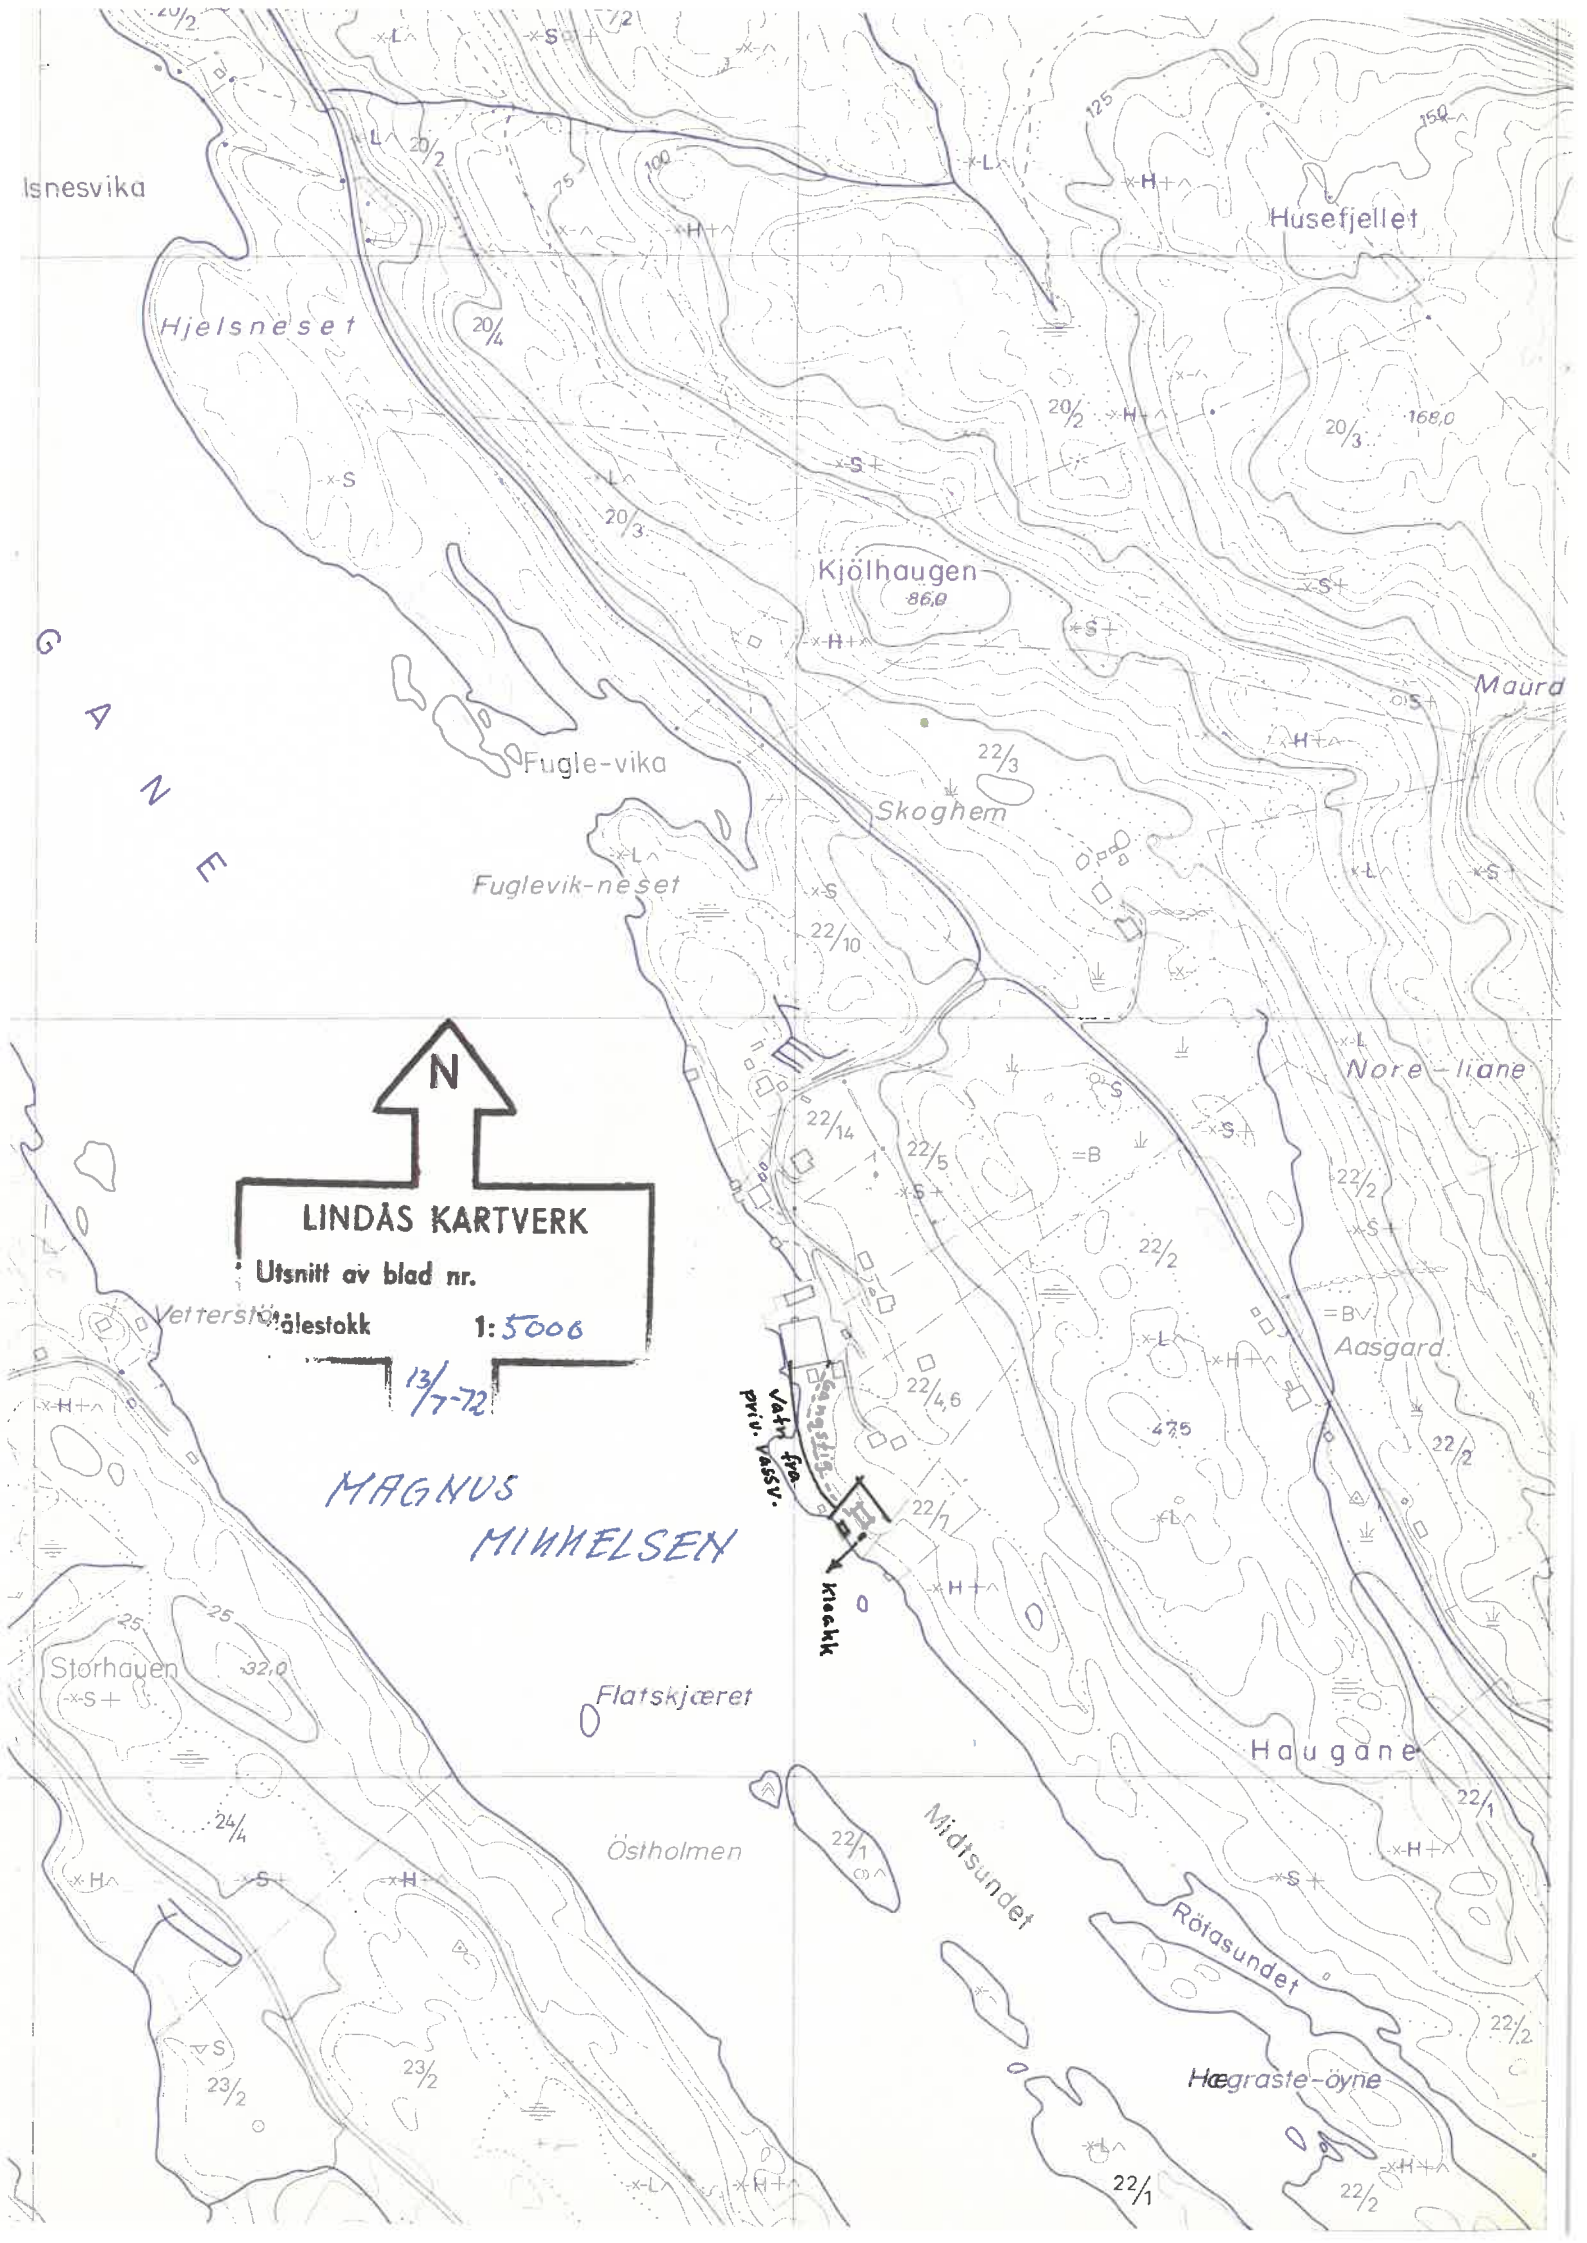 20/2
x-L^
x-S+
125
150
20/2
x-L^
100
75
x-L^
x-H+^
Isnesvika
Husefjellet
x-H+^
Hjelsneset
20/4
20/2
x-H-^
20/3
168,0
x-S
x-S+
L^
20/3
Kjölhaugen
86,0
x-S+
x-S+
x-H+^
G
A
N
E
Maurd
S+
H+^
Fugle-vika
22/3
Skoghem
x-L^
Fuglevik-neset
x-L^
x-S
x-S
22/10
x-L
N
Nore-liane
S
22/14
22/5
=B
x-S+
x-S+
22/2
LINDÅS KARTVERK
Utsnitt av blad nr.
Målestokk 1: 5000
13/7-72
x-S+
22/2
Vetterstö
=B
Aasgard
x-L^
x-H+^
22/4,6
Gangstig
Vatn fra
priv. vassv.
x-H+^
47,5
22/2
MAGNUS
MIKKELSEN
22/1
x-L^
Kloakk
x-H+^
25
25
Storhauen
32,0
x-S+
Flatskjæret
Haugane
22/1
24/4
Östholmen
22/1
Midtsundet
x-H+^
x-H^
x-S+
x-H^
x-S+
Rötasundet
22/2
S
23/2
23/2
Hægraste-öyne
x-L^
x-H+^
x-L^
x-H+^
22/1
22/2